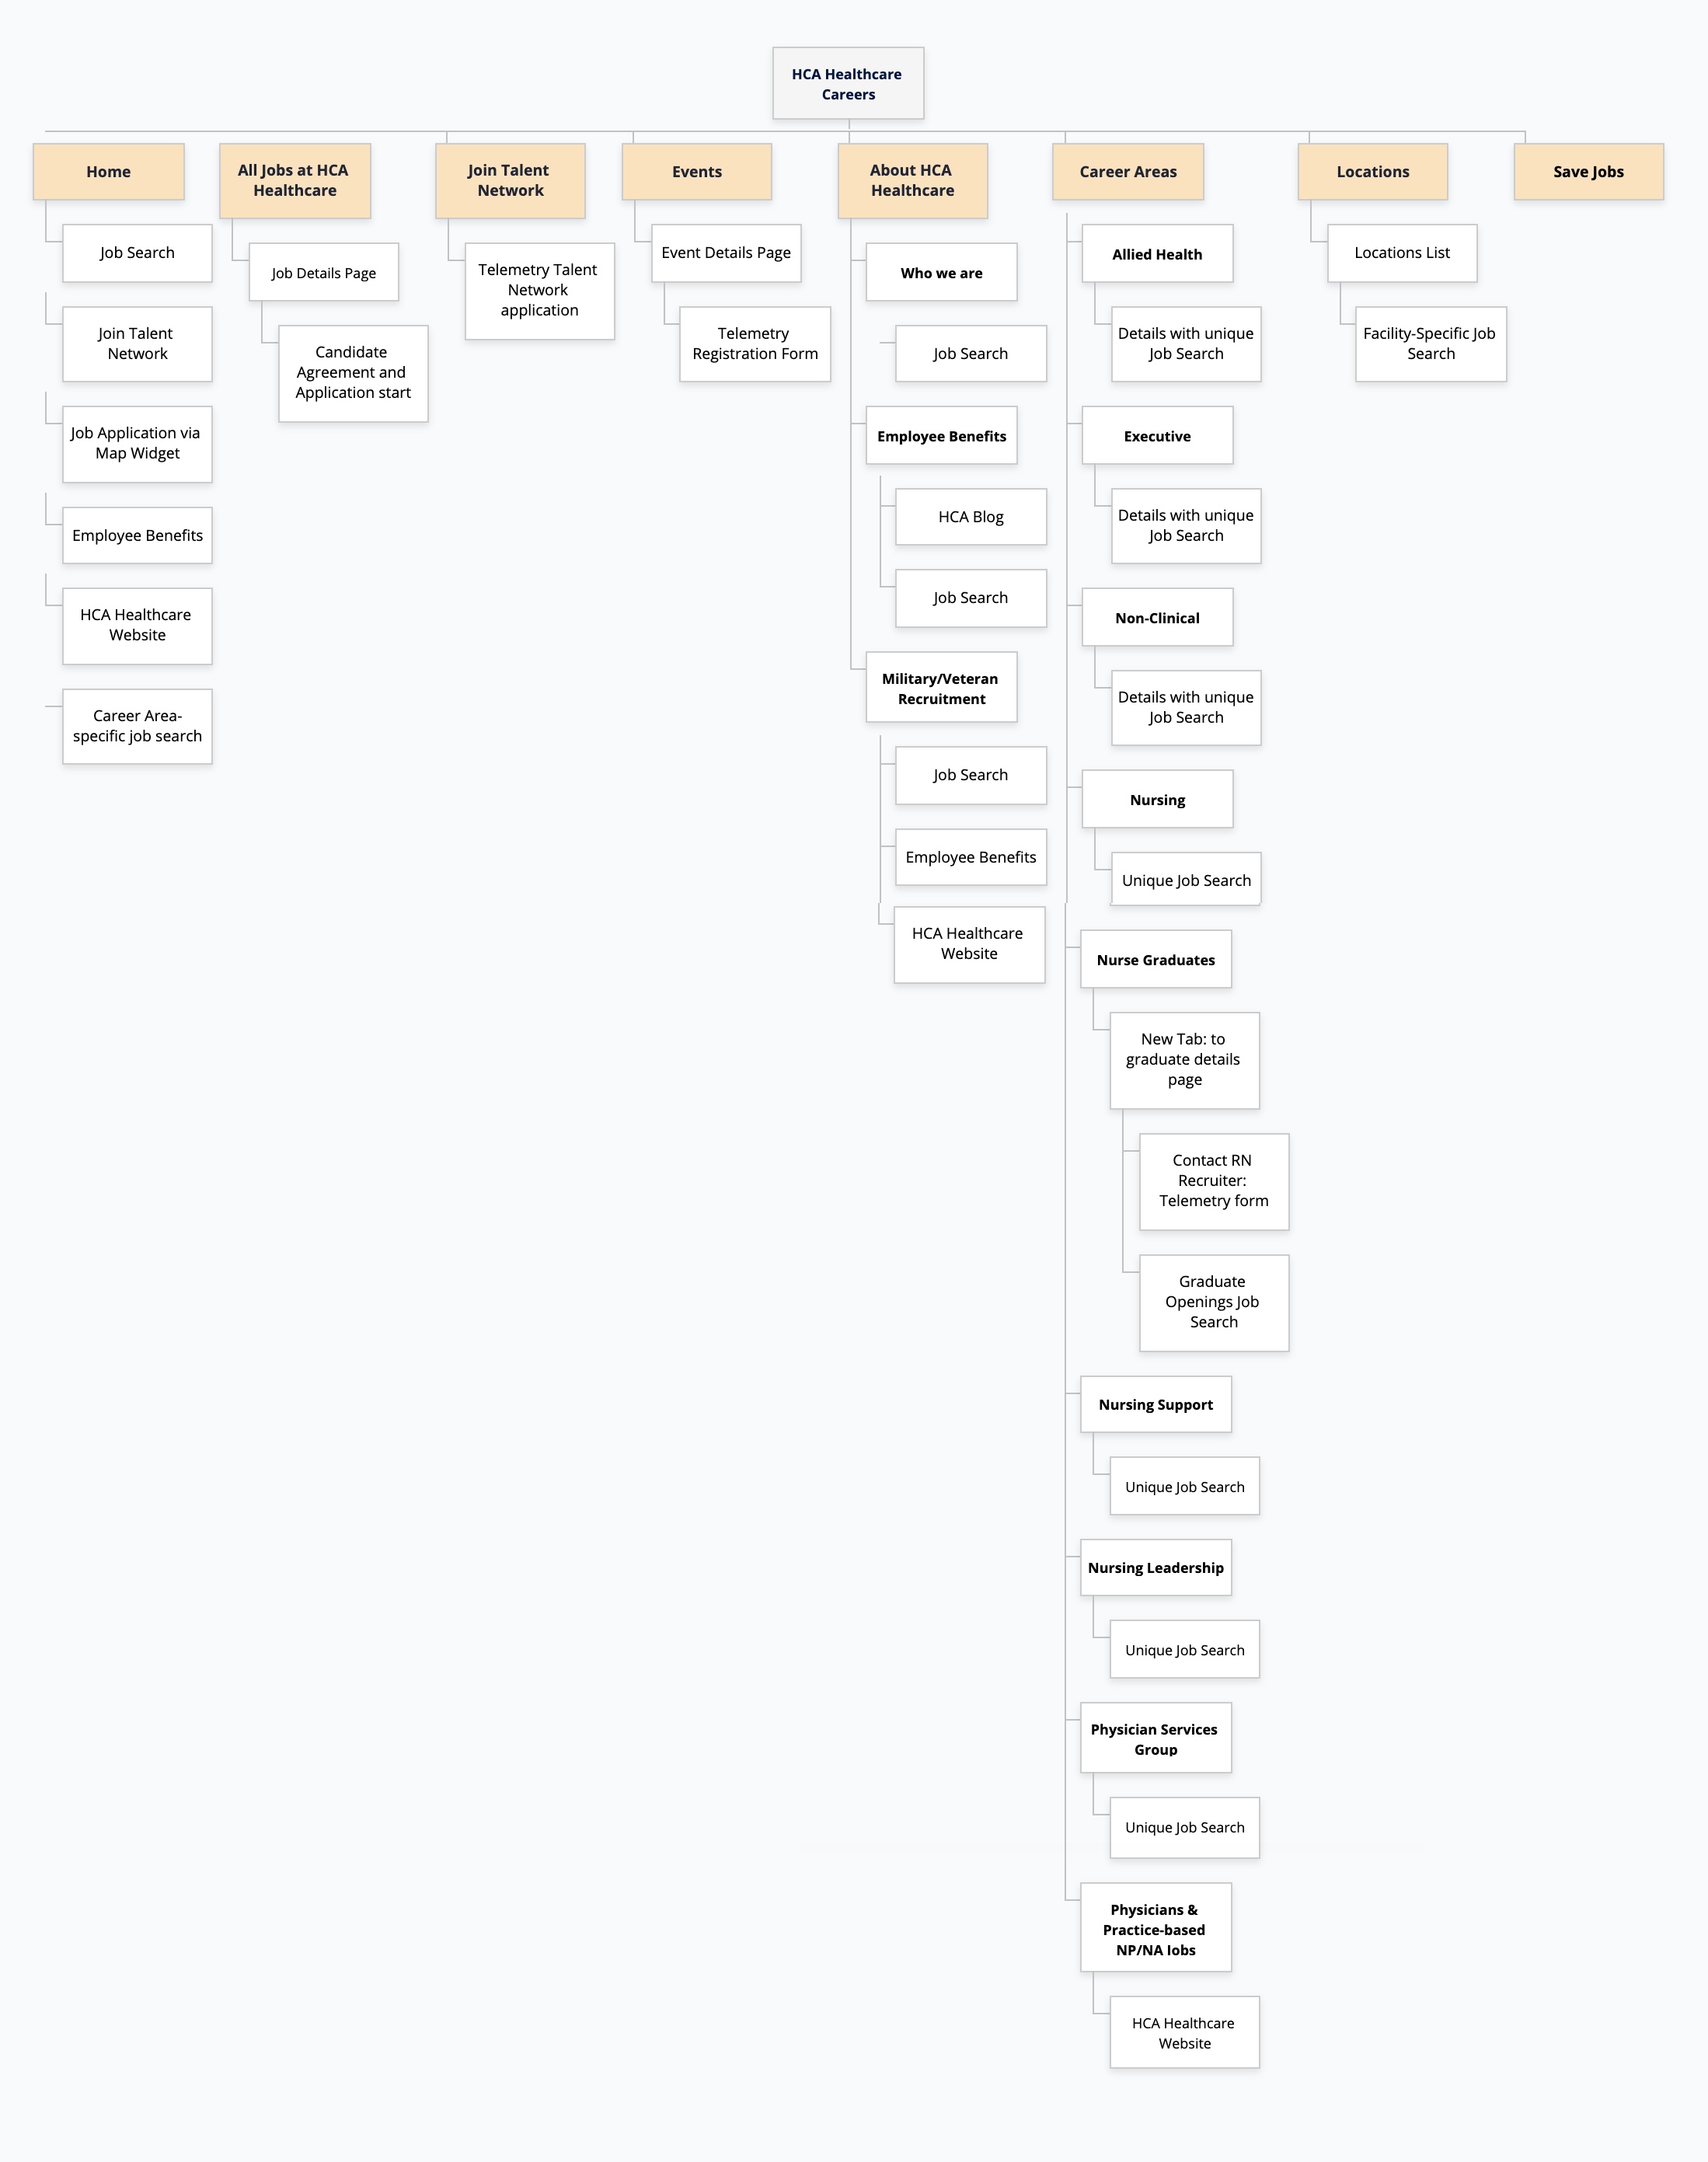 HCA Healthcare
Careers
Home
All Jobs at HCA
Healthcare
Join Talent
Network
Events
About HCA
Healthcare
Career Areas
Locations
Save Jobs
Job Search
Join Talent
Network
Job Application via
Map Widget
Employee Benefits
HCA Healthcare
Website
Career Area-
specific job search
Job Details Page
Candidate
Agreement and
Application start
Telemetry Talent
Network
application
Event Details Page
Telemetry
Registration Form
Who we are
Job Search
Employee Benefits
HCA Blog
Job Search
Military/Veteran
Recruitment
Job Search
Employee Benefits
HCA Healthcare
Website
Allied Health
Details with unique
Job Search
Executive
Details with unique
Job Search
Non-Clinical
Details with unique
Job Search
Nursing
Unique Job Search
Nurse Graduates
New Tab: to
graduate details
page
Contact RN
Recruiter:
Telemetry form
Graduate
Openings Job
Search
Nursing Support
Unique Job Search
Nursing Leadership
Unique Job Search
Physician Services
Group
Unique Job Search
Physicians &
Practice-based
NP/NA Jobs
HCA Healthcare
Website
Locations List
Facility-Specific Job
Search